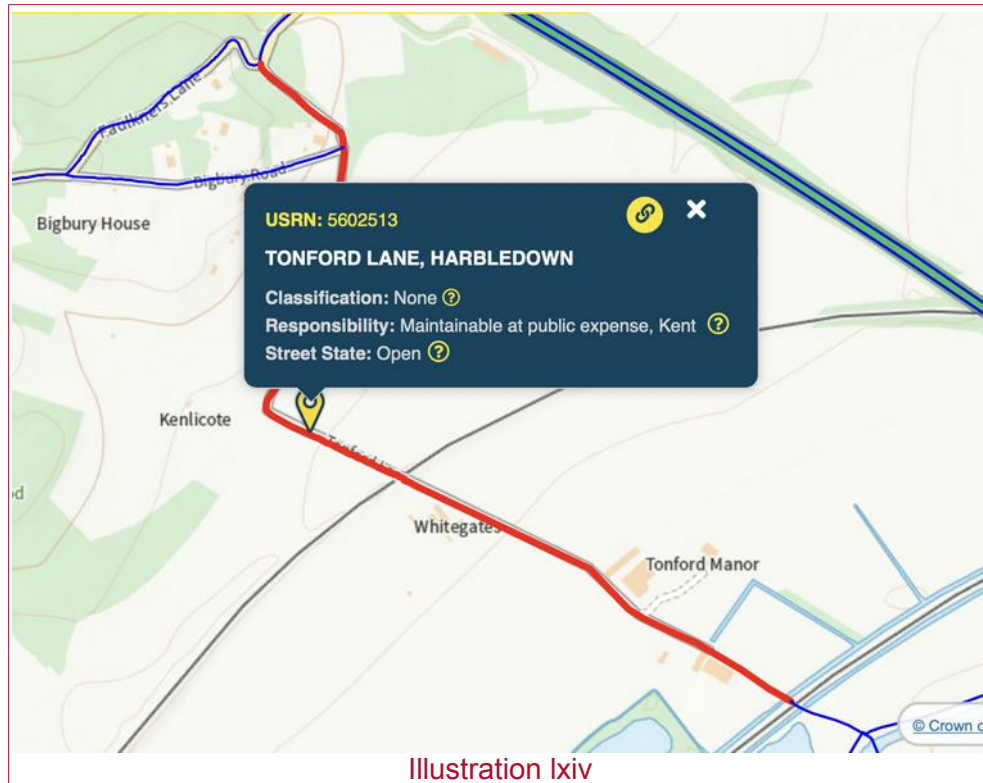 Faulkners Lane
Bigbury Road
Bigbury House
USRN: 5602513
TONFORD LANE, HARBLEDOWN
Classification: None ?
Responsibility: Maintainable at public expense, Kent ?
Street State: Open ?
Kenlicote
Whitegates
Tonford Manor
© Crown
Illustration lxiv